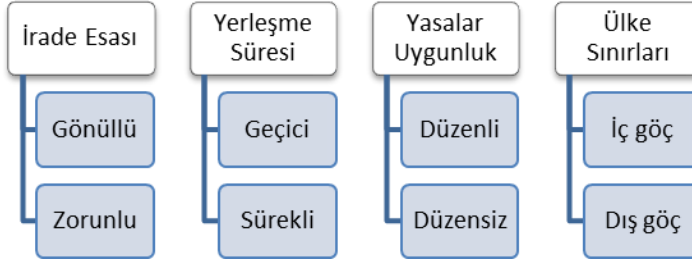 İrade Esası
Gönüllü
Zorunlu
Yerleşme
Süresi
Geçici
Sürekli
Yasalar
Uygunluk
Düzenli
Düzensiz
Ülke
Sınırları
İç göç
Dış göç